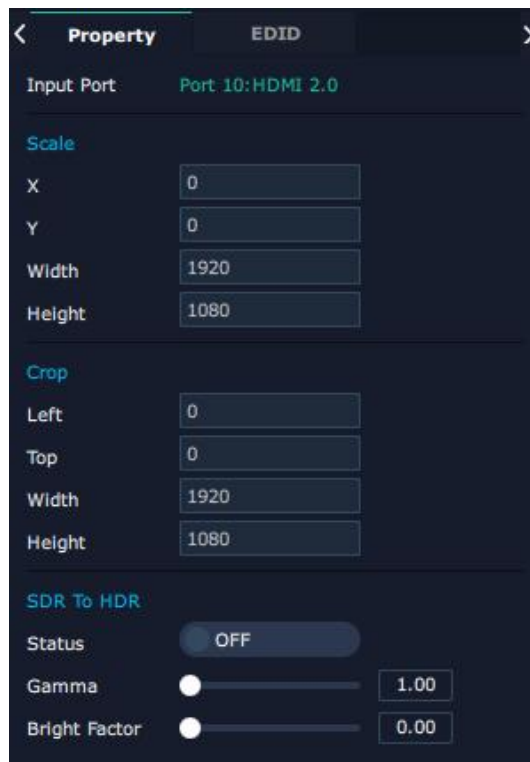 Property EDID
Input Port Port 10:HDMI 2.0
Scale
X 0
Y 0
Width 1920
Height 1080
Crop
Left 0
Top 0
Width 1920
Height 1080
SDR To HDR
Status OFF
Gamma 1.00
Bright Factor 0.00